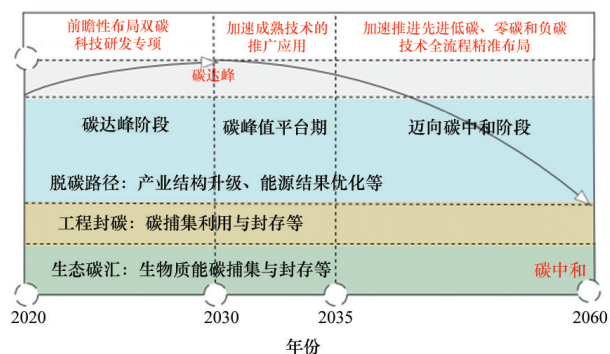 前瞻性布局双碳
科技研发专项
加速成熟技术的
推广应用
加速推进先进低碳、零碳和负碳
技术全流程精准布局
碳达峰
碳达峰阶段
碳峰值平台期
迈向碳中和阶段
脱碳路径：产业结构升级、能源结果优化等
工程封碳：碳捕集利用与封存等
生态碳汇：生物质能碳捕集与封存等
碳中和
2020
2030
2035
2060
年份